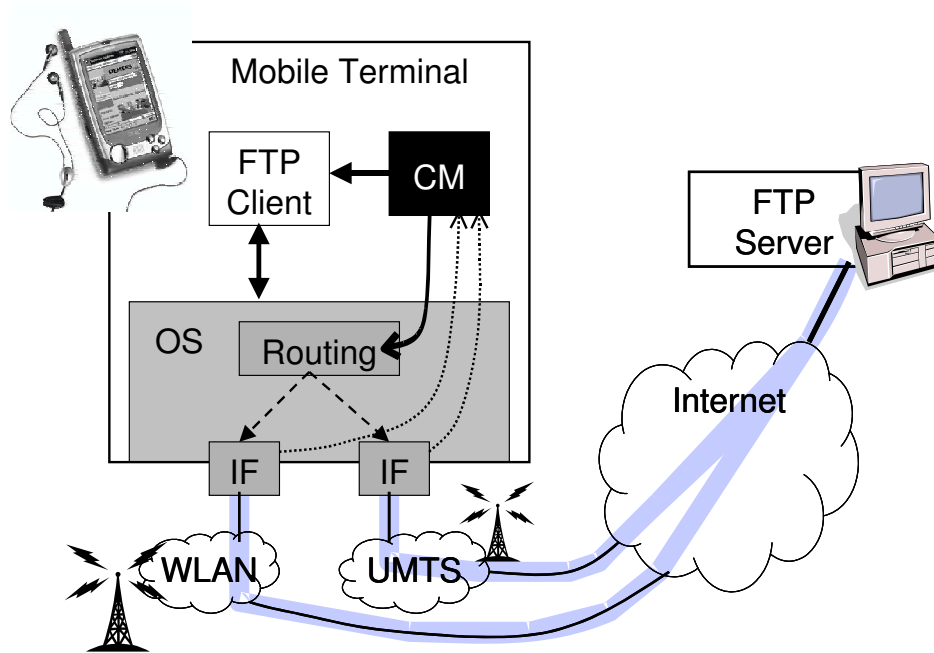 Mobile Terminal
FTP
Client
CM
FTP
Server
OS
Routing
Internet
IF
IF
WLAN
UMTS